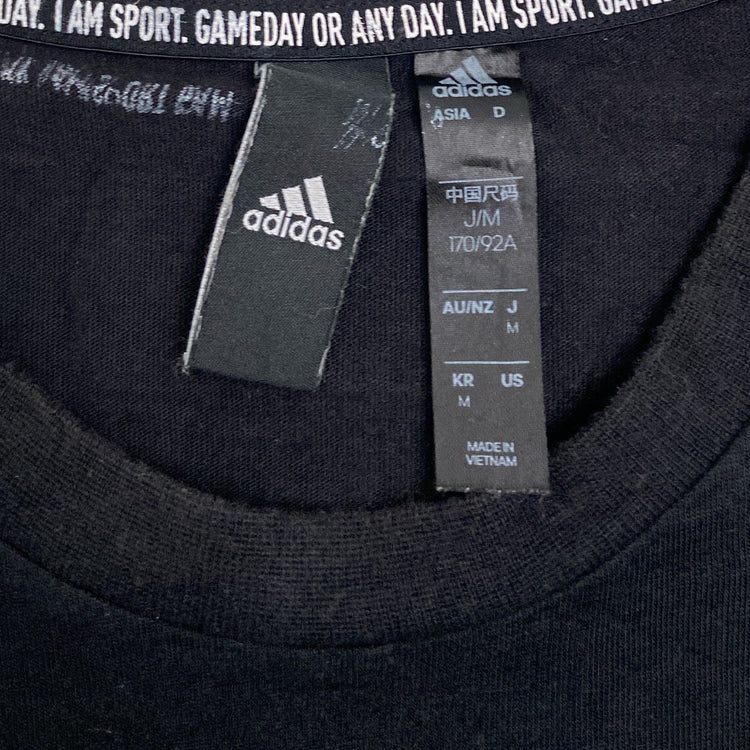 DAY. I AM SPORT. GAMEDAY OR ANY DAY. I AM SPORT. GAMED
adidas
adidas
ASIA D
中国尺码
J/M
170/92A
AU/NZ J
M
KR US
M
MADE IN
VIETNAM